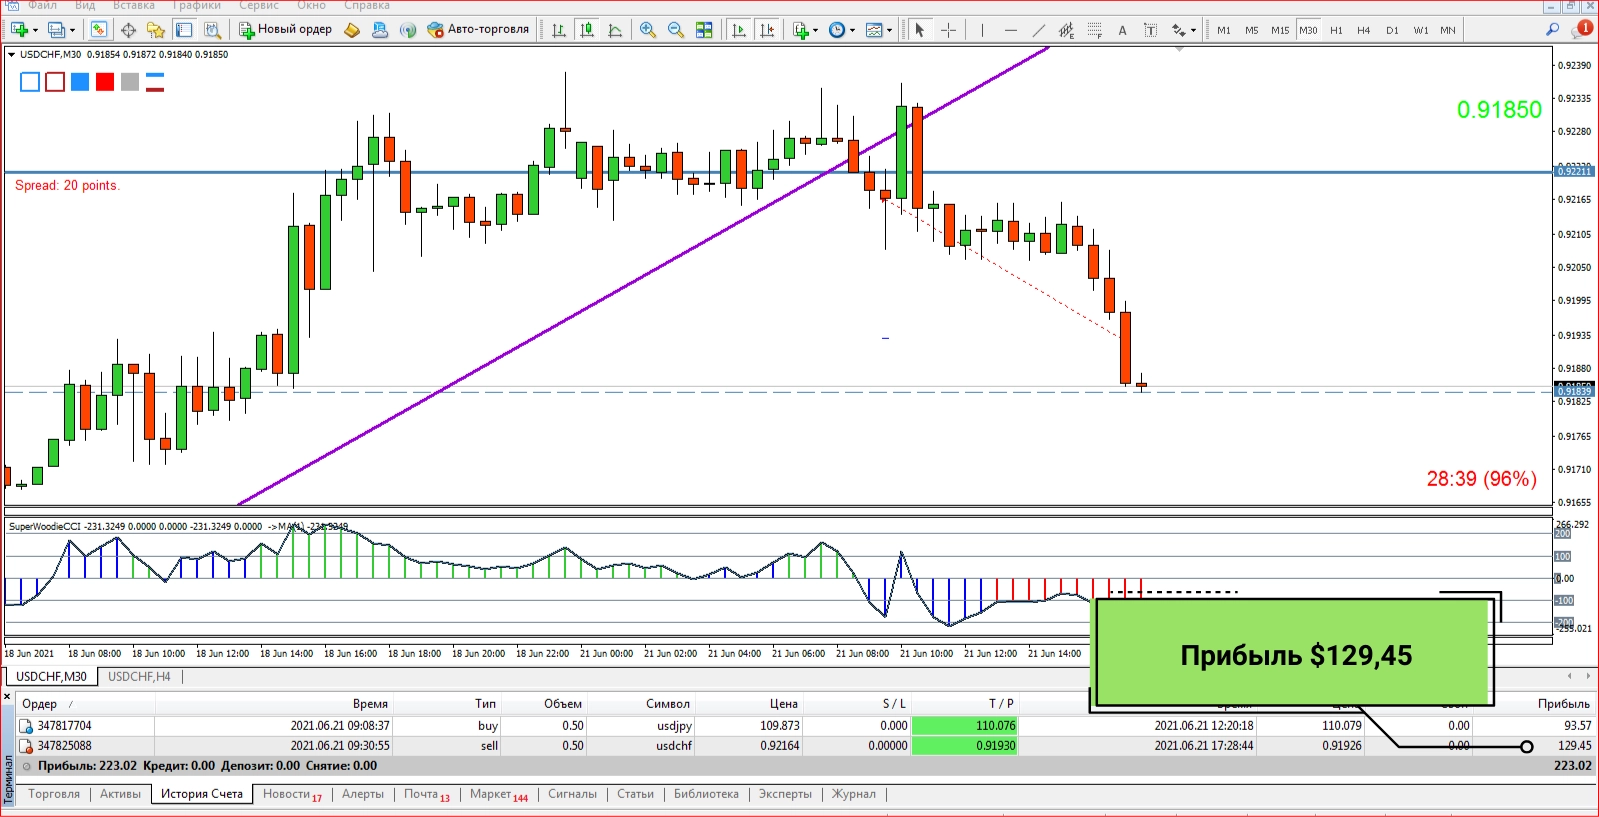 Файл Вид Вставка Графики Сервис Окно Справка
Новый ордер Авто-торговля A T M1 M5 M15 M30 H1 H4 D1 W1 MN 1
USDCHF,M30 0.91854 0.91872 0.91840 0.91850
0.92390
0.92335
0.91850
0.92280
0.92211
Spread: 20 points.
0.92165
0.92105
0.92050
0.91995
0.91935
0.91880
0.91839
0.91825
0.91765
0.91710
28:39 (96%)
0.91655
SuperWoodieCCI -231.3249 0.0000 0.0000 -231.3249 0.0000 ->MA(1) -231.3249
266.292
200
100
0.00
-100
-200
-255.021
18 Jun 2021 18 Jun 08:00 18 Jun 10:00 18 Jun 12:00 18 Jun 14:00 18 Jun 16:00 18 Jun 18:00 18 Jun 20:00 18 Jun 22:00 21 Jun 00:00 21 Jun 02:00 21 Jun 04:00 21 Jun 06:00 21 Jun 08:00 21 Jun 10:00 21 Jun 12:00 21 Jun 14:00
Прибыль $129,45
USDCHF,M30 USDCHF,H4
Ордер / Время Тип Объем Символ Цена S / L T / P Прибыль
347817704 2021.06.21 09:08:37 buy 0.50 usdjpy 109.873 0.000 110.076 2021.06.21 12:20:18 110.079 0.00 93.57
347825088 2021.06.21 09:30:55 sell 0.50 usdchf 0.92164 0.00000 0.91930 2021.06.21 17:28:44 0.91926 0.00 129.45
Прибыль: 223.02 Кредит: 0.00 Депозит: 0.00 Снятие: 0.00 223.02
Терминал
Торговля Активы История Счета Новости 17 Алерты Почта 13 Маркет 144 Сигналы Статьи Библиотека Эксперты Журнал